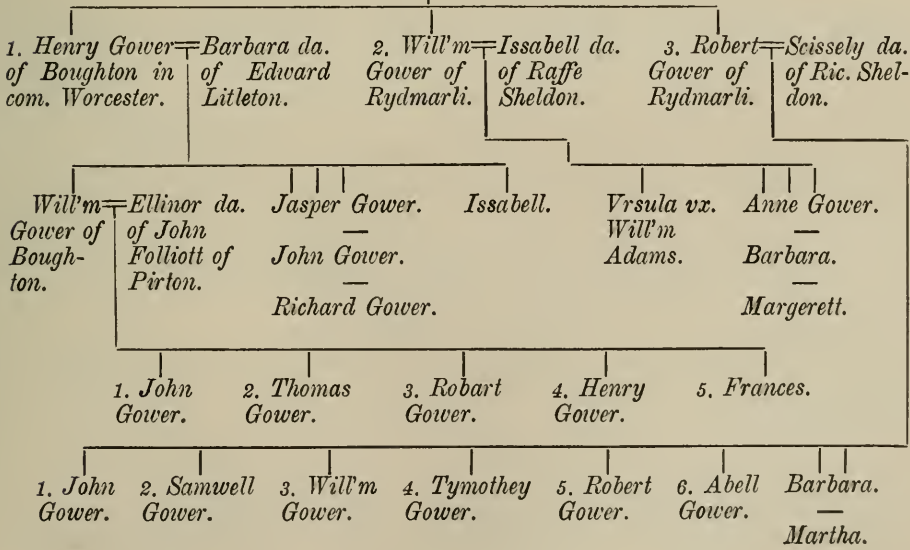 1. Henry Gower=Barbara da.
of Boughton in
com. Worcester.
of Edward
Litleton.
2. Will'm=Issabell da.
Gower of
Rydmarli.
of Raffe
Sheldon.
3. Robert=Scissely da.
Gower of
Rydmarli.
of Ric. Shel-
don.
Will'm=Ellinor da.
Gower of
Bough-
ton.
of John
Folliott of
Pirton.
Jasper Gower.
—
John Gower.
—
Richard Gower.
Issabell.
Vrsula vx.
Will'm
Adams.
Anne Gower.
—
Barbara.
—
Margerett.
1. John
Gower.
2. Thomas
Gower.
3. Robart
Gower.
4. Henry
Gower.
5. Frances.
1. John
Gower.
2. Samwell
Gower.
3. Will'm
Gower.
4. Tymothey
Gower.
5. Robert
Gower.
6. Abell
Gower.
Barbara.
—
Martha.